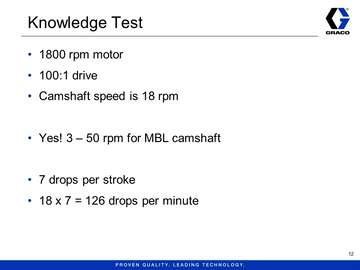 Knowledge Test
GRACO
• 1800 rpm motor
• 100:1 drive
• Camshaft speed is 18 rpm
• Yes! 3 – 50 rpm for MBL camshaft
• 7 drops per stroke
• 18 x 7 = 126 drops per minute
12
PROVEN QUALITY. LEADING TECHNOLOGY.